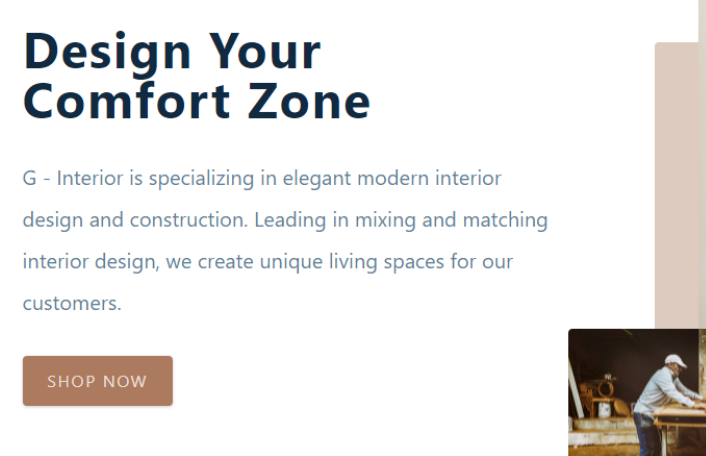 Design Your
Comfort Zone
G - Interior is specializing in elegant modern interior
design and construction. Leading in mixing and matching
interior design, we create unique living spaces for our
customers.
SHOP NOW